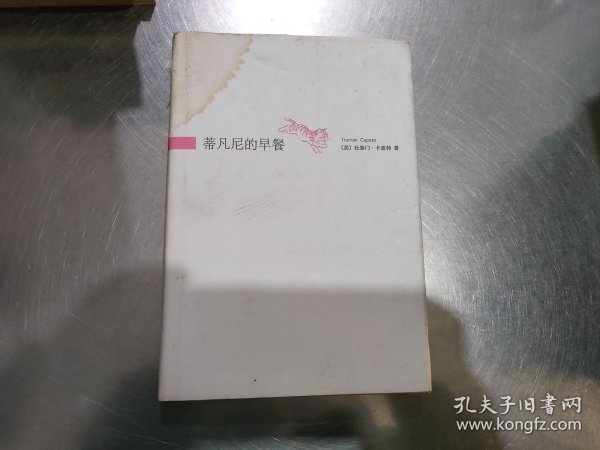 蒂凡尼的早餐
Truman Capote
〔美〕杜鲁门·卡波特 著
孔夫子旧书网
www.kongfz.com